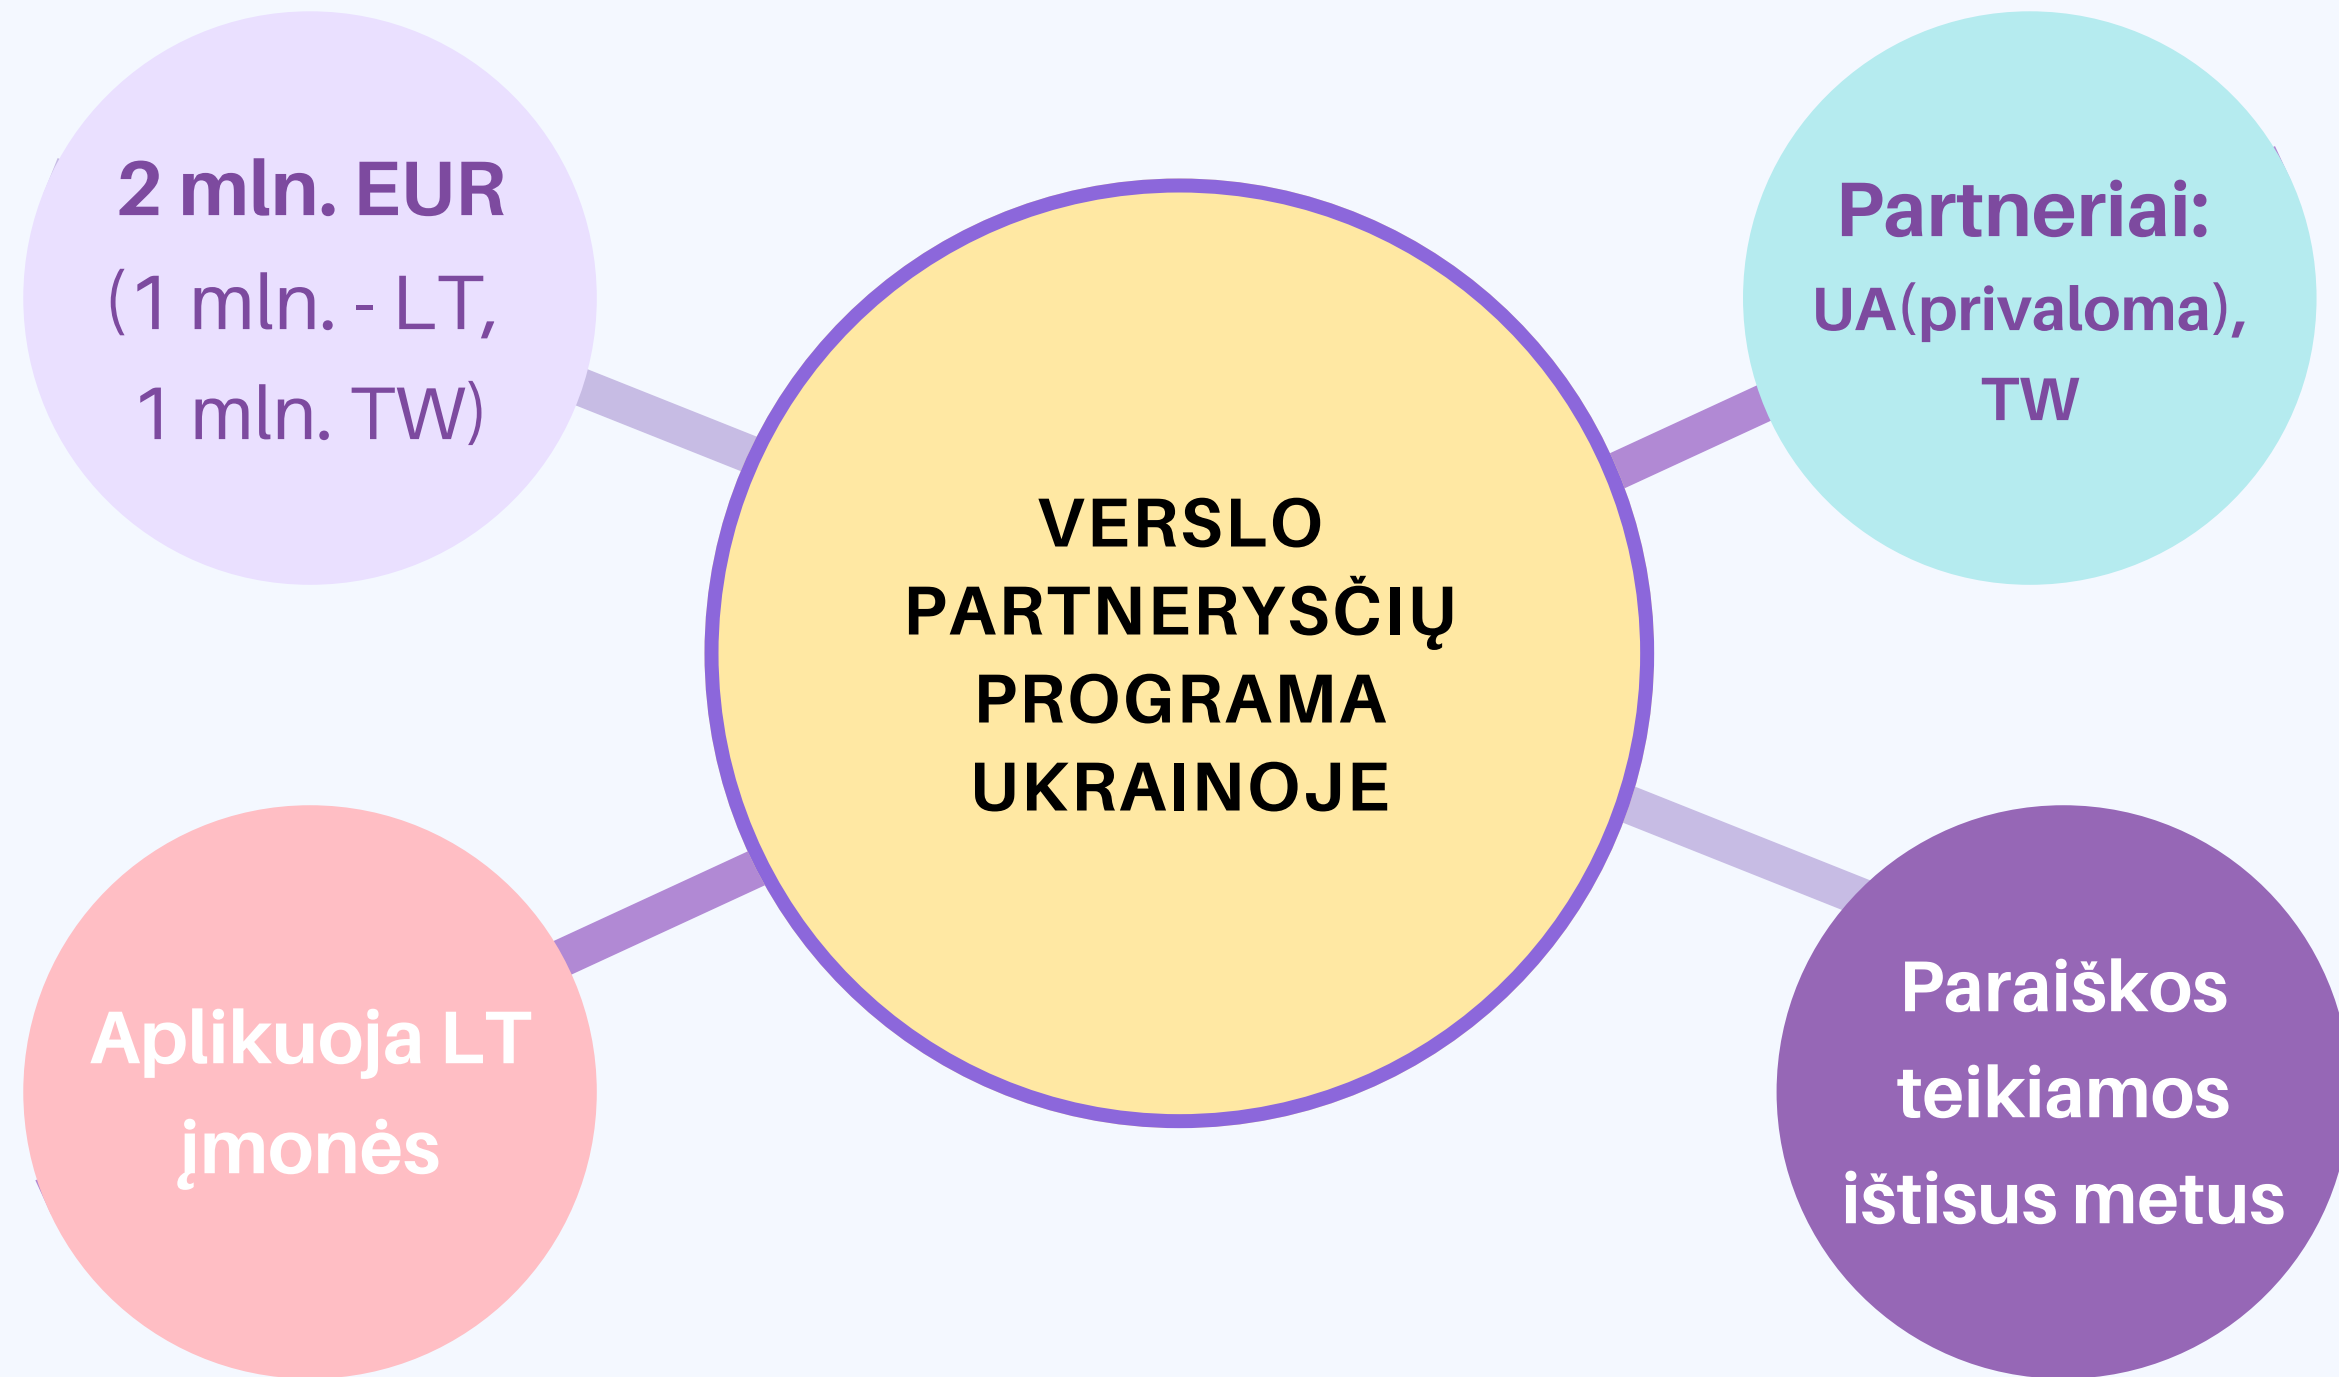 2 mln. EUR
(1 mln. - LT,
1 mln. TW)
Partneriai:
UA(privaloma),
TW
VERSLO
PARTNERYSČIŲ
PROGRAMA
UKRAINOJE
Aplikuoja LT
įmonės
Paraiškos
teikiamos
ištisus metus